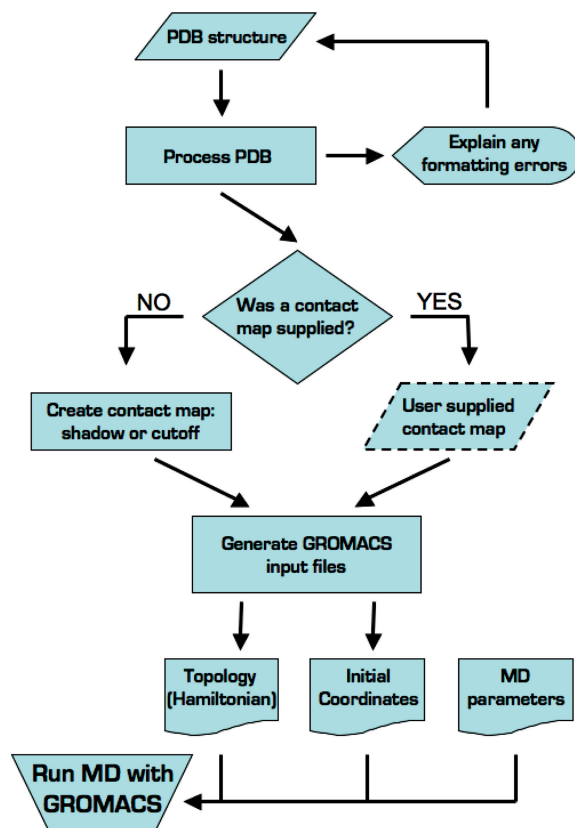 PDB structure
Process PDB
Explain any
formatting errors
Was a contact
map supplied?
NO
YES
Create contact map:
shadow or cutoff
User supplied
contact map
Generate GROMACS
input files
Topology
(Hamiltonian)
Initial
Coordinates
MD
parameters
Run MD with
GROMACS